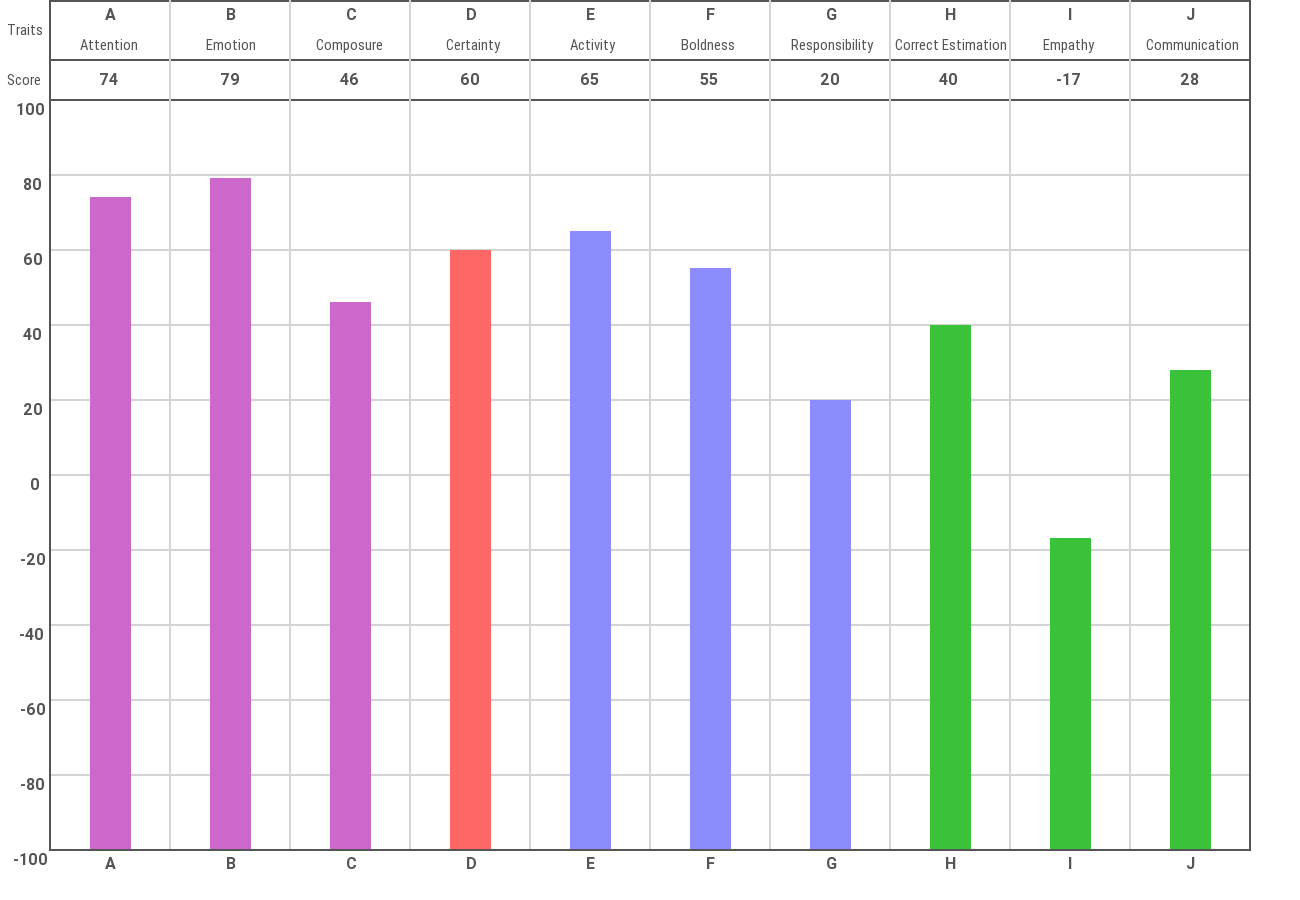 A B C D E F G H I J
Traits
Attention Emotion Composure Certainty Activity Boldness Responsibility Correct Estimation Empathy Communication
Score 74 79 46 60 65 55 20 40 -17 28
100
80
60
40
20
0
-20
-40
-60
-80
-100
A B C D E F G H I J